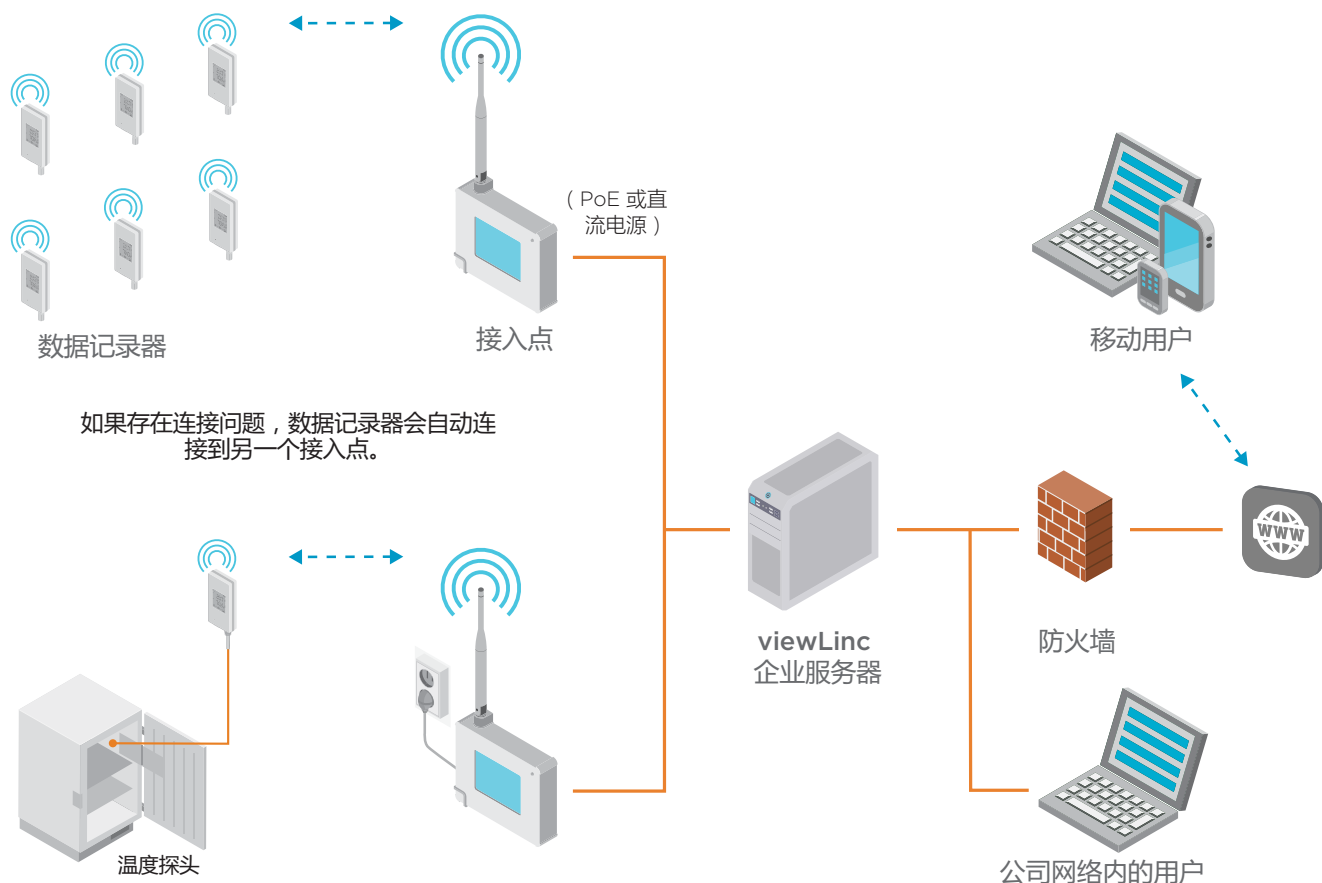 （PoE 或直
流电源）
数据记录器
接入点
移动用户
如果存在连接问题，数据记录器会自动连
接到另一个接入点。
WWW
viewLinc
企业服务器
防火墙
温度探头
公司网络内的用户